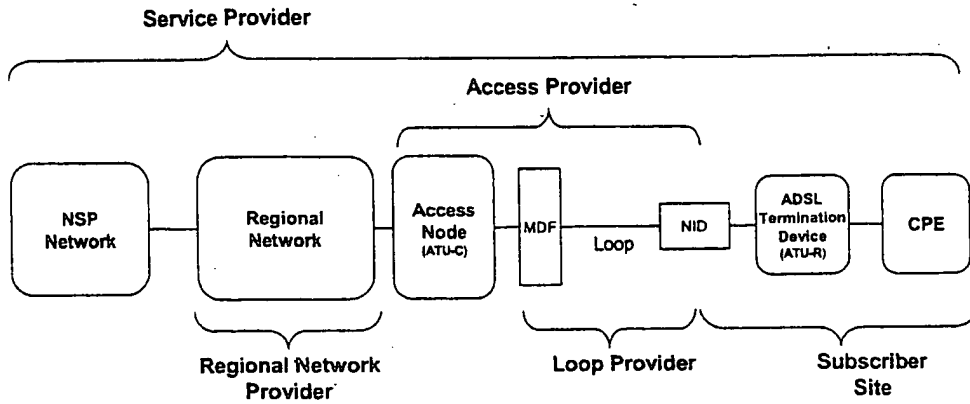 Service Provider
Access Provider
NSP
Network
Regional
Network
Access
Node
(ATU-C)
MDF
Loop
NID
ADSL
Termination
Device
(ATU-R)
CPE
Regional Network
Provider
Loop Provider
Subscriber
Site